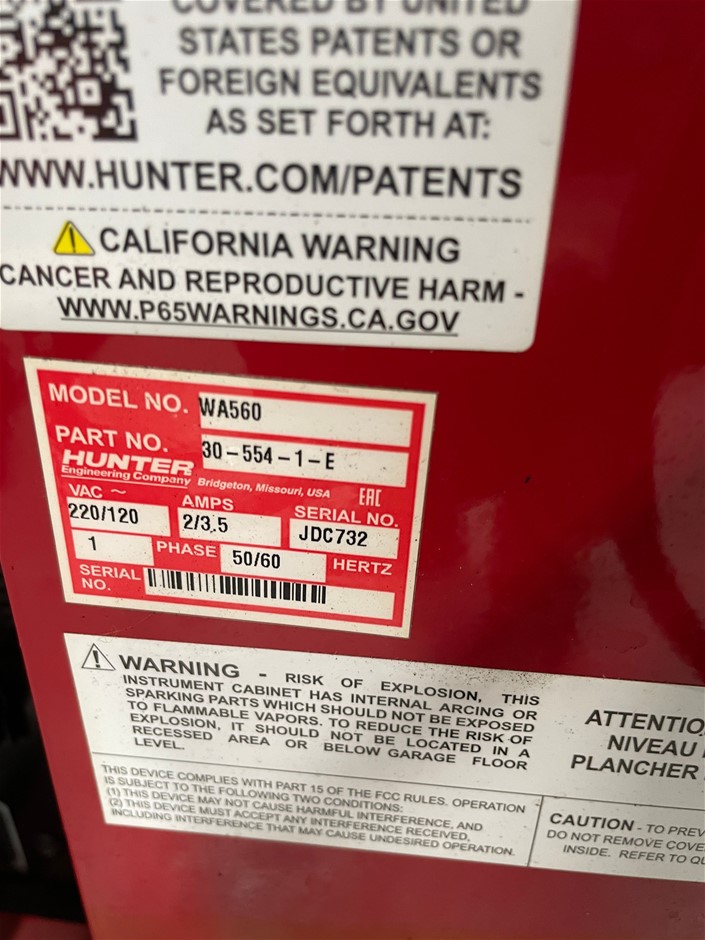 COVERED BY UNITED
STATES PATENTS OR
FOREIGN EQUIVALENTS
AS SET FORTH AT:
WWW.HUNTER.COM/PATENTS
CALIFORNIA WARNING
CANCER AND REPRODUCTIVE HARM -
WWW.P65WARNINGS.CA.GOV
MODEL NO. WA560
PART NO. 30-554-1-E
HUNTER
Engineering Company Bridgeton, Missouri, USA EAC
VAC ~ AMPS SERIAL NO.
220/120 2/3.5 JDC732
1 PHASE 50/60 HERTZ
SERIAL
NO.
WARNING - RISK OF EXPLOSION, THIS
INSTRUMENT CABINET HAS INTERNAL ARCING OR
SPARKING PARTS WHICH SHOULD NOT BE EXPOSED
TO FLAMMABLE VAPORS. TO REDUCE THE RISK OF
EXPLOSION, IT SHOULD NOT BE LOCATED IN A
RECESSED AREA OR BELOW GARAGE FLOOR
LEVEL.
ATTENTIO
NIVEAU
PLANCHER
THIS DEVICE COMPLIES WITH PART 15 OF THE FCC RULES. OPERATION
IS SUBJECT TO THE FOLLOWING TWO CONDITIONS:
(1) THIS DEVICE MAY NOT CAUSE HARMFUL INTERFERENCE, AND
(2) THIS DEVICE MUST ACCEPT ANY INTERFERENCE RECEIVED,
INCLUDING INTERFERENCE THAT MAY CAUSE UNDESIRED OPERATION.
CAUTION - TO PREV
DO NOT REMOVE COVE
INSIDE. REFER TO QU